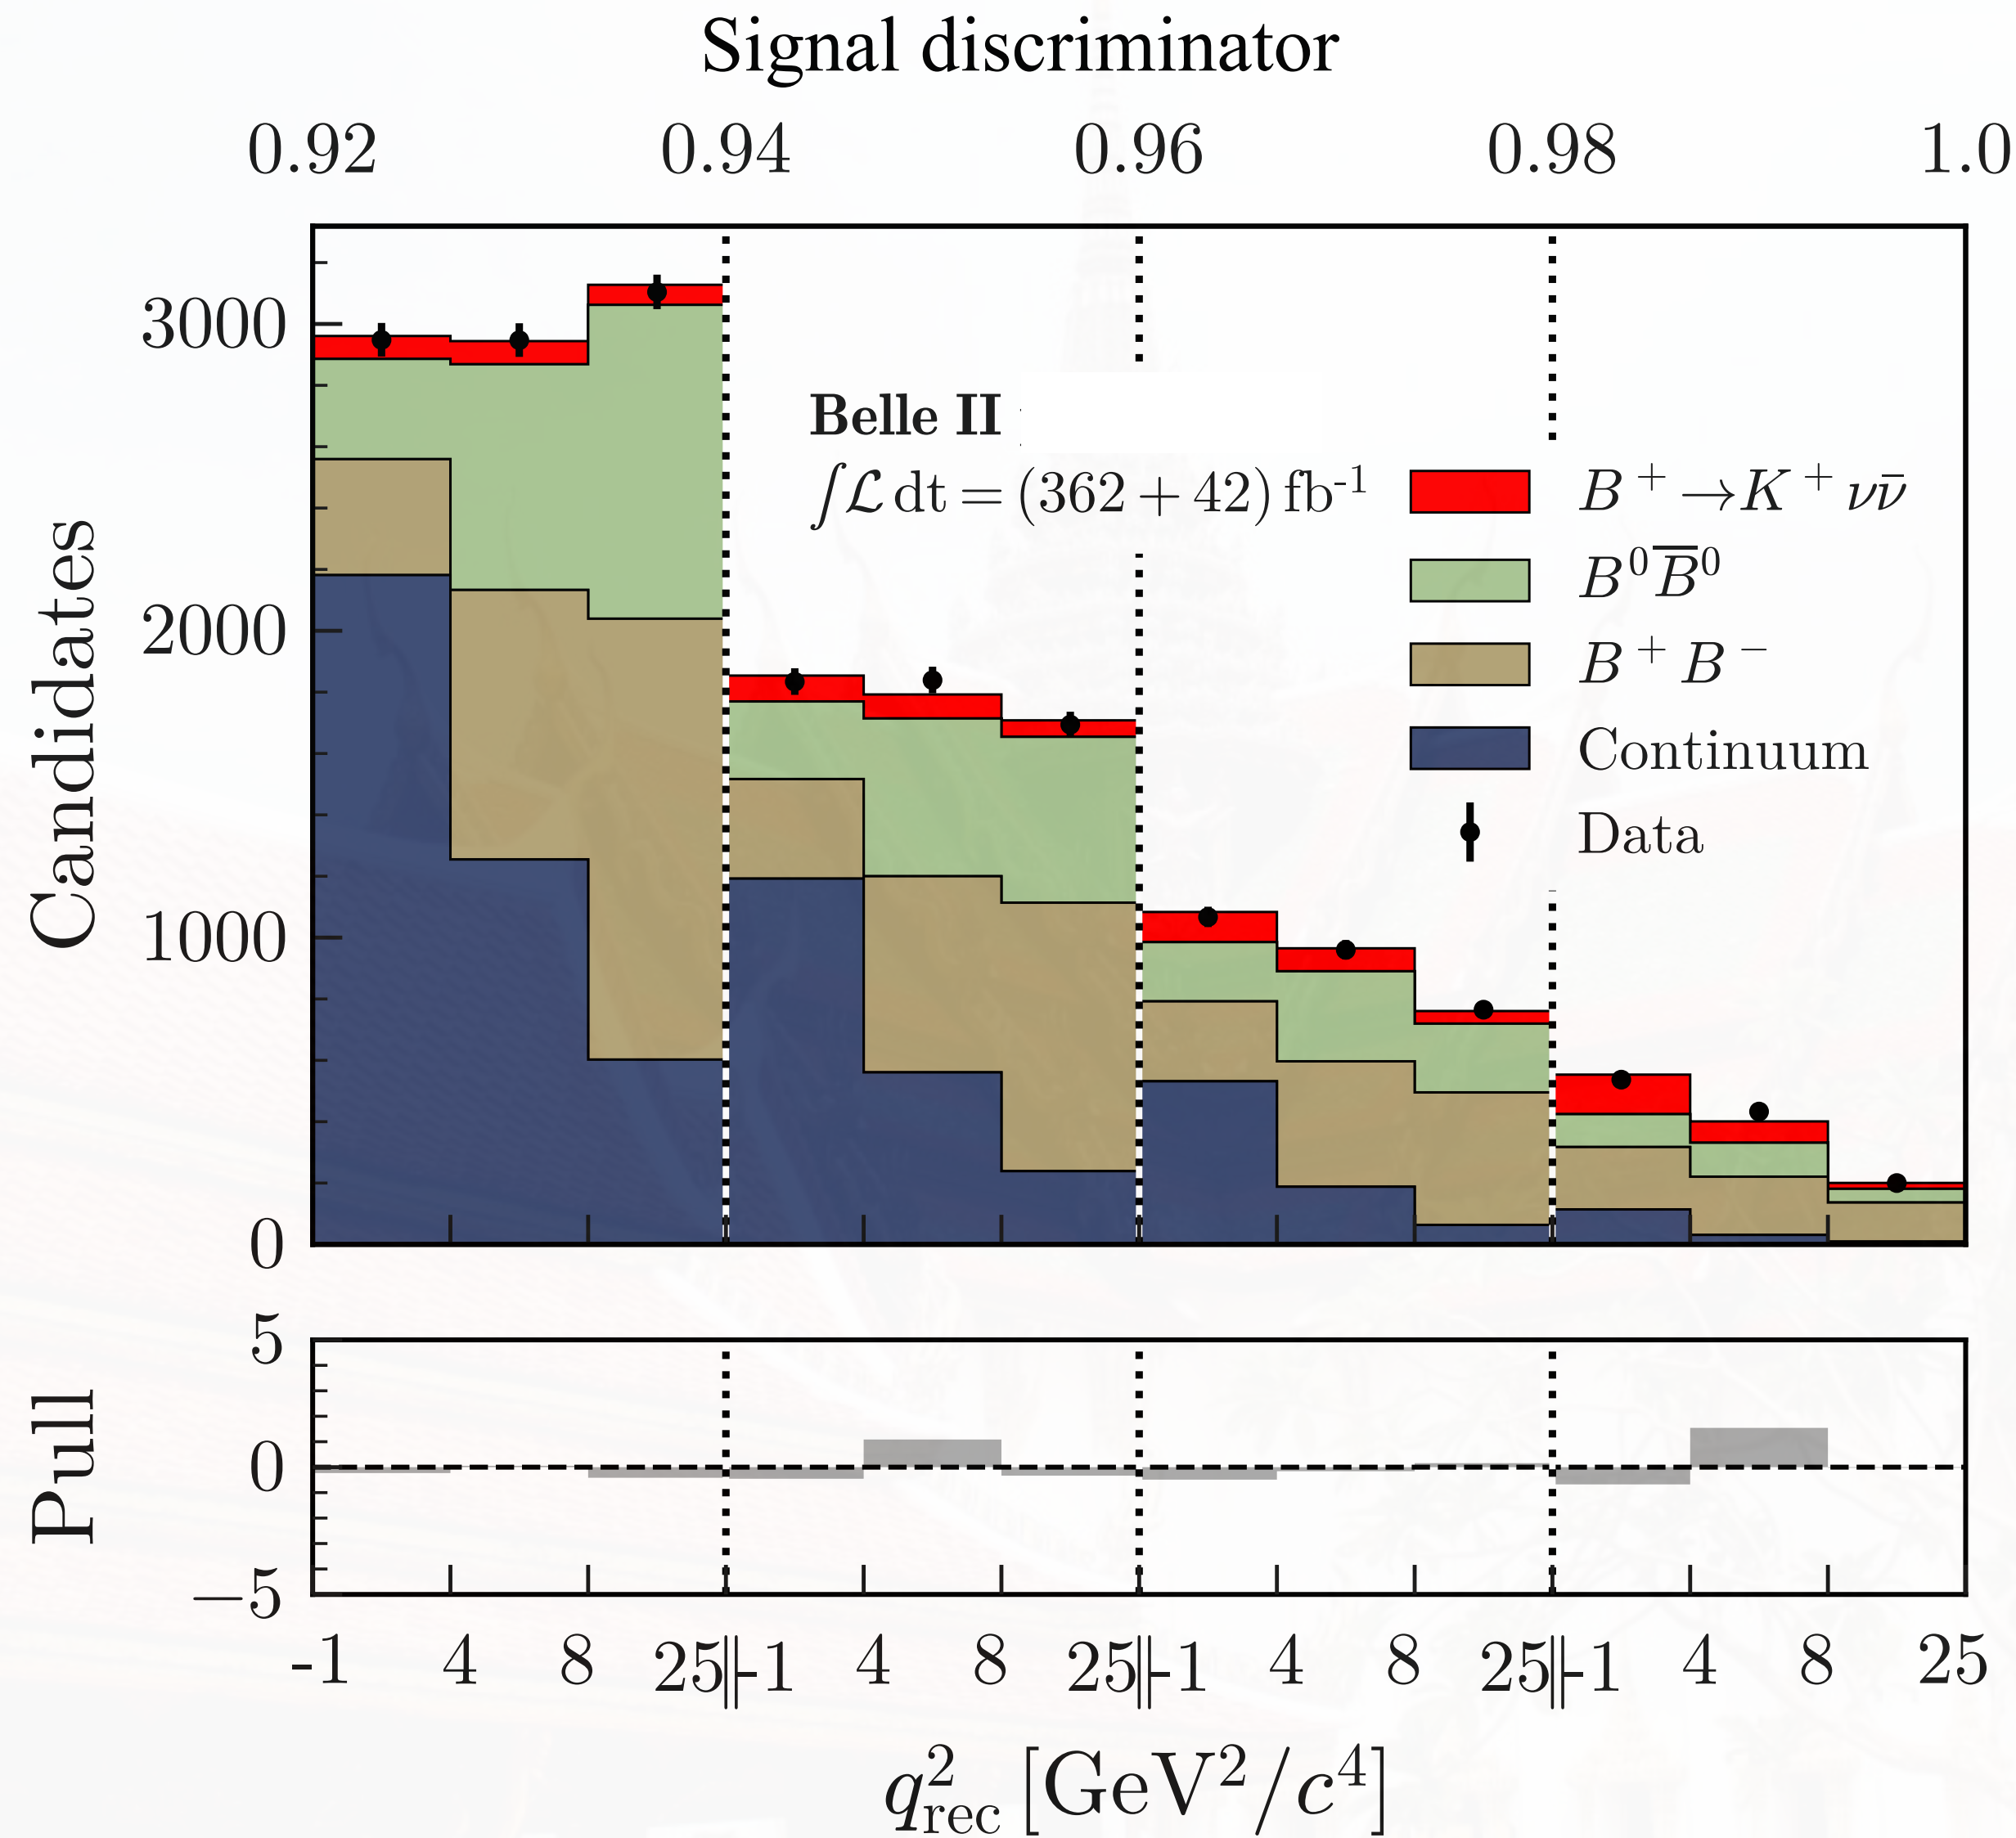 Signal discriminator
0.92 0.94 0.96 0.98 1.0
Candidates
3000
2000
1000
0
Belle II
∫ℒ dt = (362 + 42) fb⁻¹
B⁺→K⁺νν̄
B⁰B̅⁰
B⁺B⁻
Continuum
Data
Pull
5
0
−5
-1 4 8 25||-1 4 8 25||-1 4 8 25||-1 4 8 25
q²rec [GeV²/c⁴]